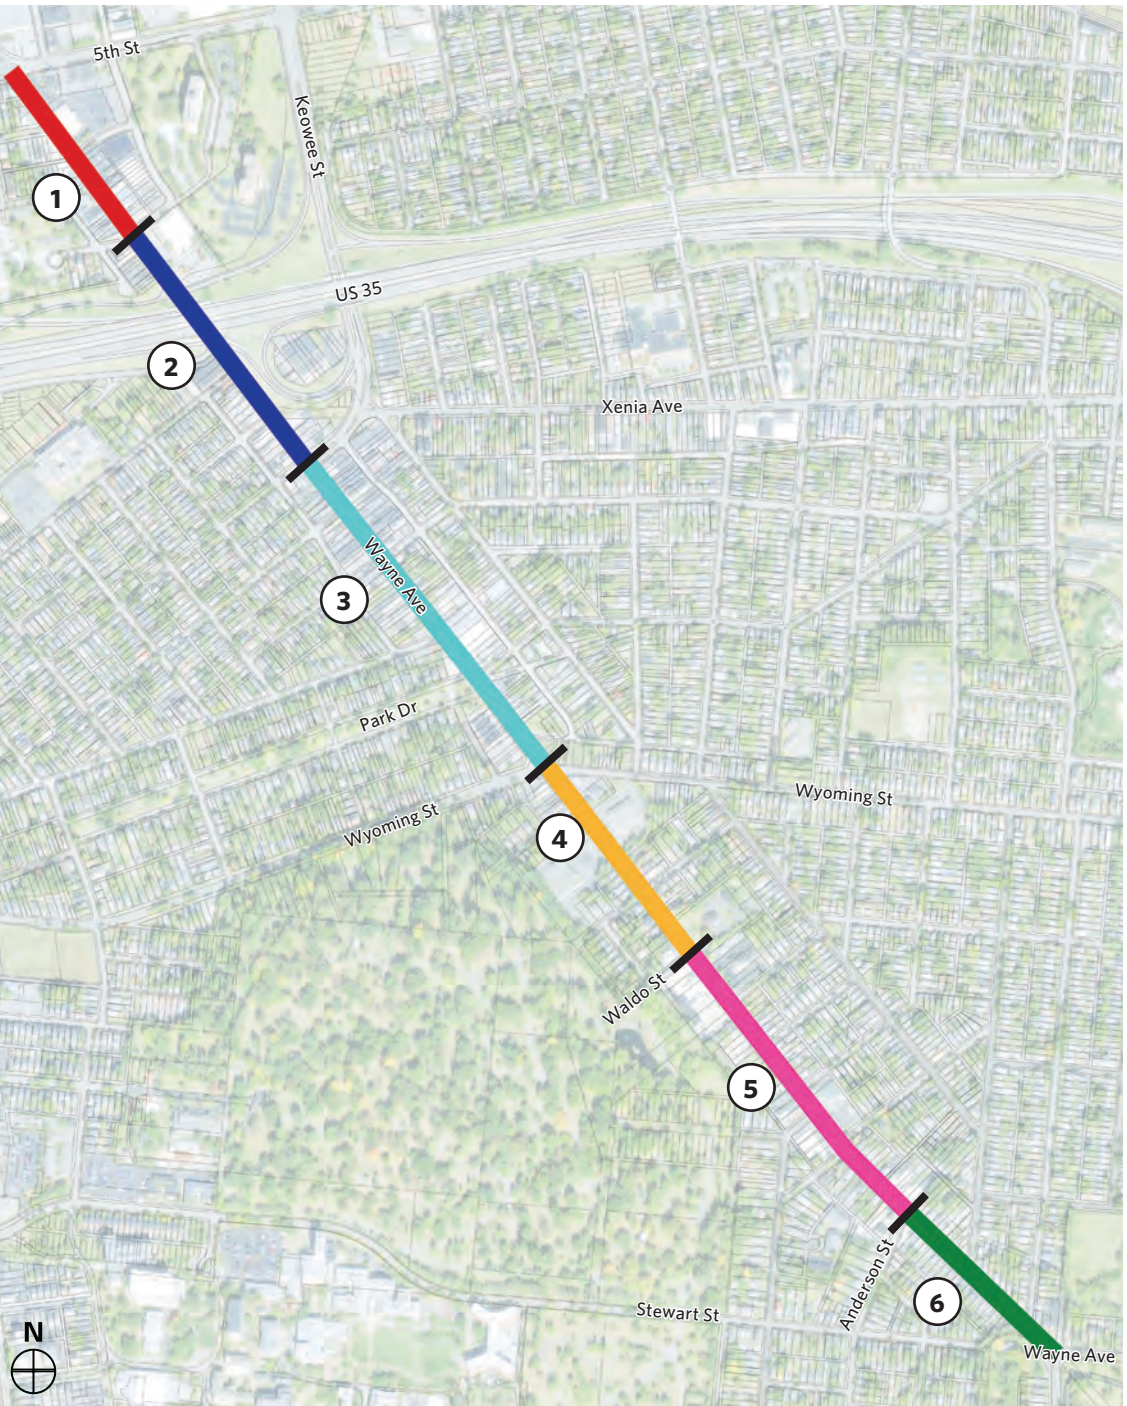 5th St
Keowee St
1
US 35
2
Xenia Ave
Wayne Ave
3
Park Dr
Wyoming St
Wyoming St
4
Waldo St
5
Anderson St
6
Stewart St
N
Wayne Ave